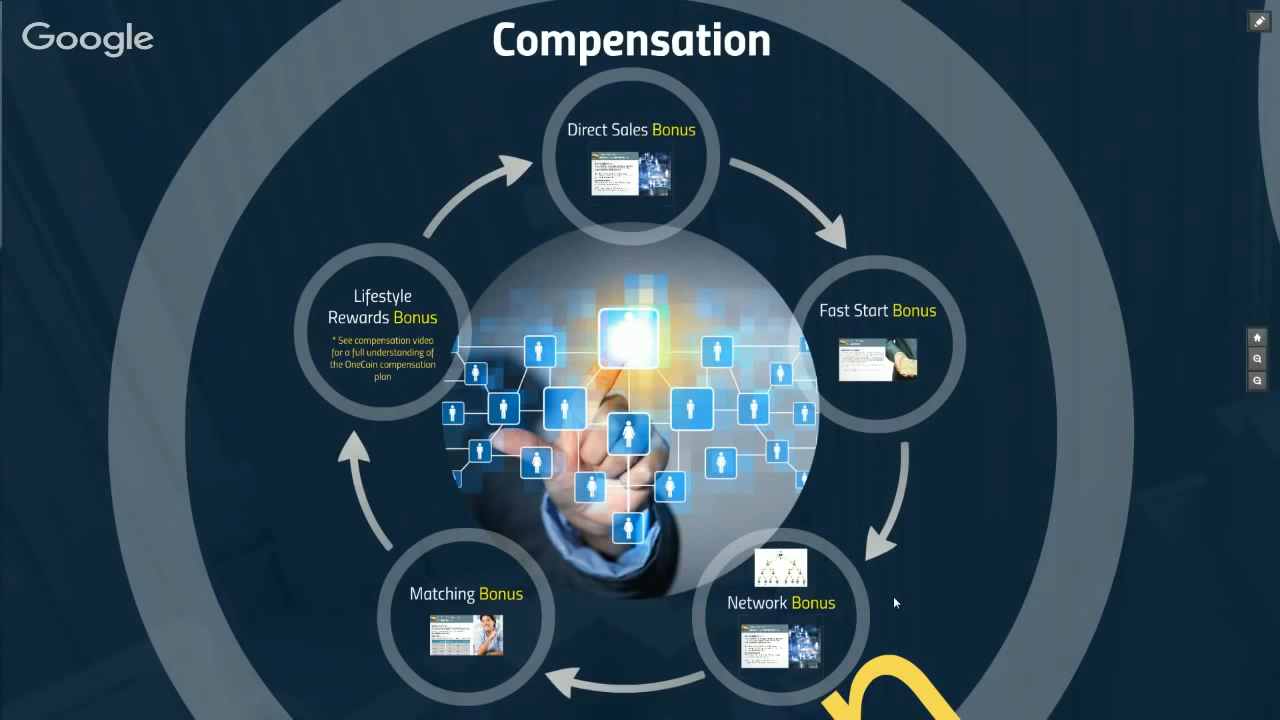 Google
Compensation
Direct Sales Bonus
Fast Start Bonus
Network Bonus
Matching Bonus
Lifestyle
Rewards Bonus
* See compensation video
for a full understanding of
the OneCoin compensation
plan